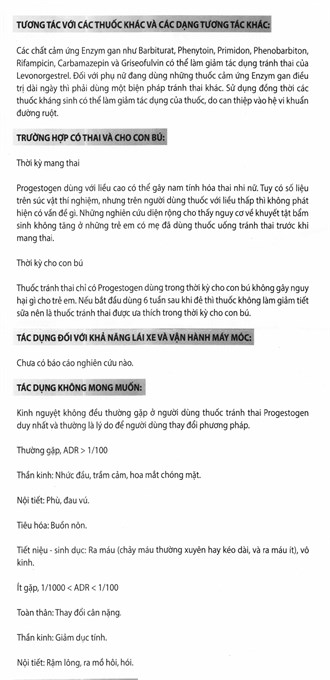 TƯƠNG TÁC VỚI CÁC THUỐC KHÁC VÀ CÁC DẠNG TƯƠNG TÁC KHÁC:
Các chất cảm ứng Enzym gan như Barbiturat, Phenytoin, Primidon, Phenobarbiton,
Rifampicin, Carbamazepin và Griseofulvin có thể làm giảm tác dụng tránh thai của
Levonorgestrel. Đối với phụ nữ đang dùng những thuốc cảm ứng Enzym gan điều
trị dài ngày thì phải dùng một biện pháp tránh thai khác. Sử dụng đồng thời các
thuốc kháng sinh có thể làm giảm tác dụng của thuốc, do can thiệp vào hệ vi khuẩn
đường ruột.
TRƯỜNG HỢP CÓ THAI VÀ CHO CON BÚ:
Thời kỳ mang thai
Progestogen dùng với liều cao có thể gây nam tính hóa thai nhi nữ. Tuy có số liệu
trên súc vật thí nghiệm, nhưng trên người dùng thuốc với liều thấp thì không phát
hiện có vấn đề gì. Những nghiên cứu diện rộng cho thấy nguy cơ về khuyết tật bẩm
sinh không tăng ở những trẻ em có mẹ đã dùng thuốc uống tránh thai trước khi
mang thai.
Thời kỳ cho con bú
Thuốc tránh thai chỉ có Progestogen dùng trong thời kỳ cho con bú không gây nguy
hại gì cho trẻ em. Nếu bắt đầu dùng 6 tuần sau khi đẻ thì thuốc không làm giảm tiết
sữa nên là thuốc tránh thai được ưa thích trong thời kỳ cho con bú.
TÁC DỤNG ĐỐI VỚI KHẢ NĂNG LÁI XE VÀ VẬN HÀNH MÁY MÓC:
Chưa có báo cáo nghiên cứu nào.
TÁC DỤNG KHÔNG MONG MUỐN:
Kinh nguyệt không đều thường gặp ở người dùng thuốc tránh thai Progestogen
duy nhất và thường là lý do để người dùng thay đổi phương pháp.
Thường gặp, ADR > 1/100
Thần kinh: Nhức đầu, trầm cảm, hoa mắt chóng mặt.
Nội tiết: Phù, đau vú.
Tiêu hóa: Buồn nôn.
Tiết niệu - sinh dục: Ra máu (chảy máu thường xuyên hay kéo dài, và ra máu ít), vô
kinh.
Ít gặp, 1/1000 < ADR < 1/100
Toàn thân: Thay đổi cân nặng.
Thần kinh: Giảm dục tính.
Nội tiết: Rậm lông, ra mồ hôi, hói.